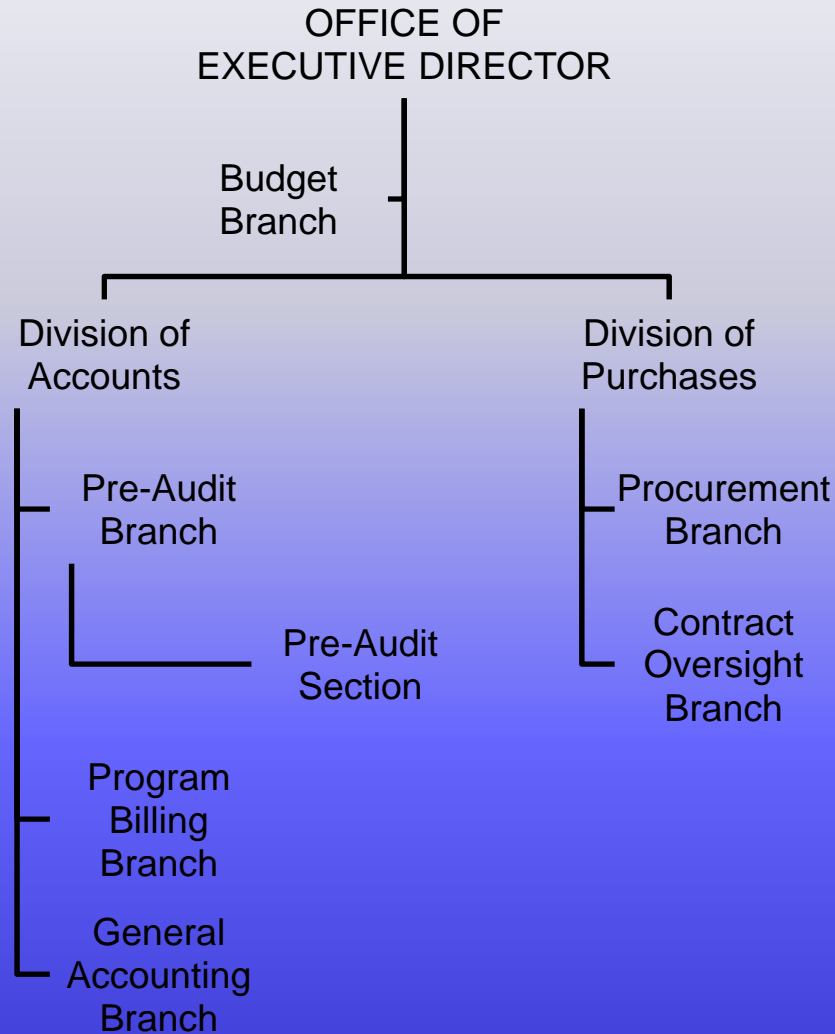 OFFICE OF
EXECUTIVE DIRECTOR
Budget
Branch
Division of
Accounts
Pre-Audit
Branch
Pre-Audit
Section
Program
Billing
Branch
General
Accounting
Branch
Division of
Purchases
Procurement
Branch
Contract
Oversight
Branch